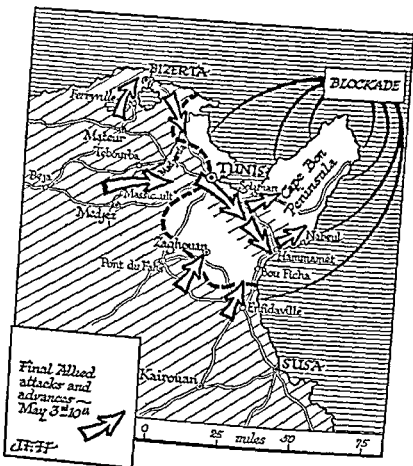 BIZERTA
BLOCKADE
Ferryville
Mateur
Tebourba
TUNIS
Soliman
Cape Bon
Peninsula
Beja
Massicault
Medjez
Nabeul
Hammamet
Bou Ficha
Zaghouan
Pont du Fahs
Enfidaville
SUSA
Kairouan
Final Allied
attacks and
advances~
May 3rd-10th
0 25 miles 50 75